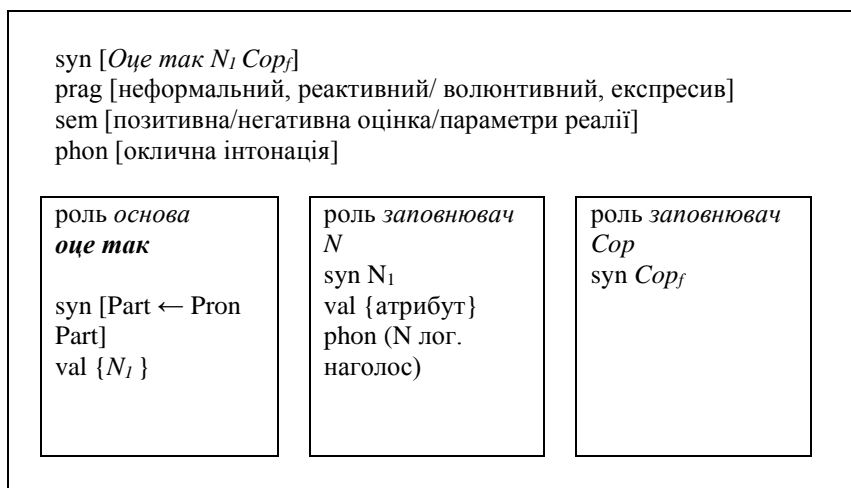 syn [Оце так N1 Copf]
prag [неформальний, реактивний/ волюнтивний, експресив]
sem [позитивна/негативна оцінка/параметри реалії]
phon [оклична інтонація]
роль основа
оце так
syn [Part ← Pron
Part]
val {N1 }
роль заповнювач
N
syn N1
val {атрибут}
phon (N лог.
наголос)
роль заповнювач
Cop
syn Copf